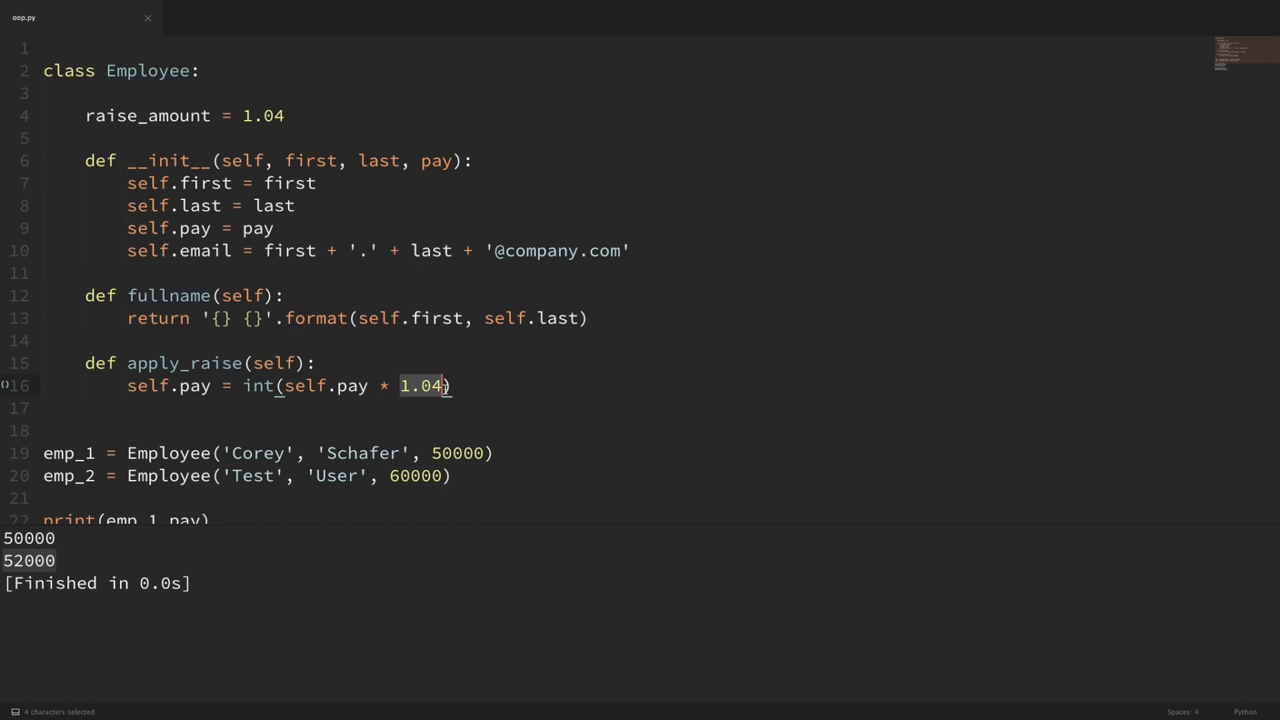 oop.py ×
1
2 class Employee:
3
4     raise_amount = 1.04
5
6     def __init__(self, first, last, pay):
7         self.first = first
8         self.last = last
9         self.pay = pay
10         self.email = first + '.' + last + '@company.com'
11
12     def fullname(self):
13         return '{} {}'.format(self.first, self.last)
14
15     def apply_raise(self):
()16         self.pay = int(self.pay * 1.04)
17
18
19 emp_1 = Employee('Corey', 'Schafer', 50000)
20 emp_2 = Employee('Test', 'User', 60000)
21
22 print(emp_1.pay)
50000
52000
[Finished in 0.0s]
4 characters selected Spaces: 4 Python